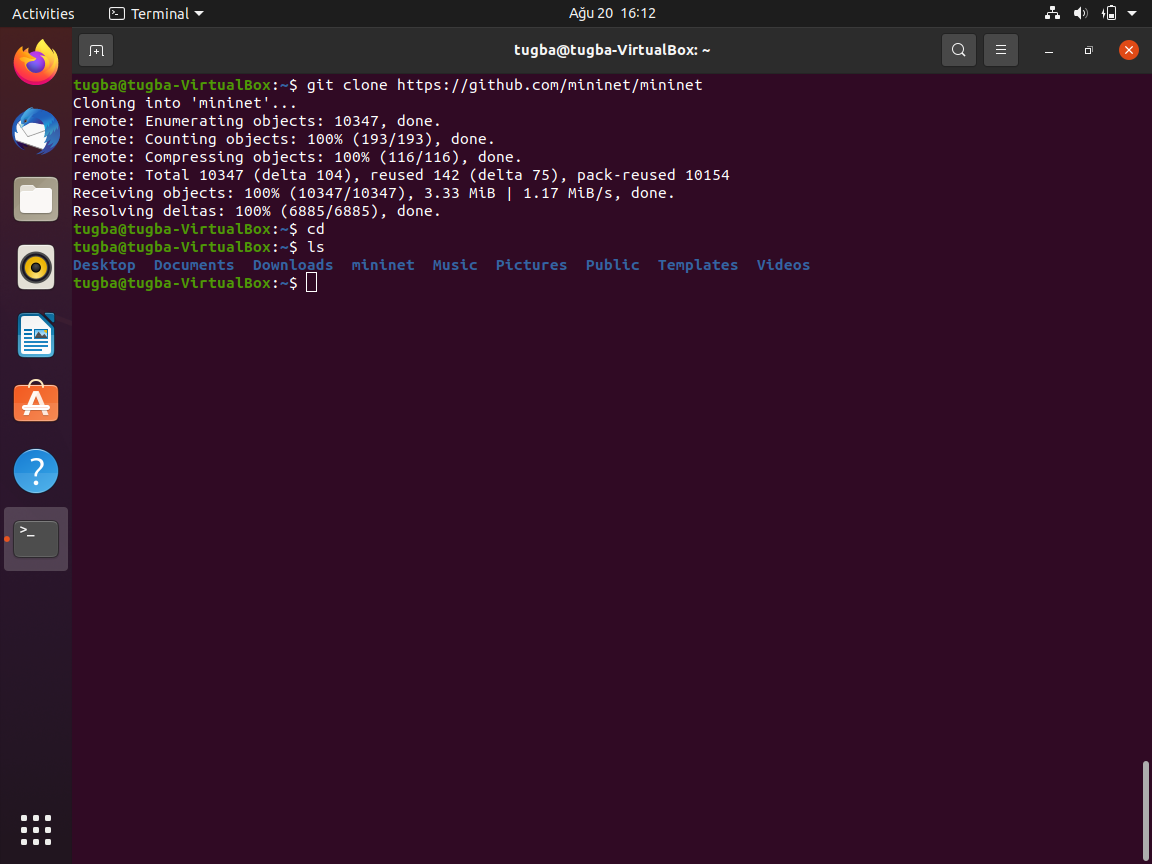 Activities Terminal Ağu 20 16:12
tugba@tugba-VirtualBox: ~
tugba@tugba-VirtualBox:~$ git clone https://github.com/mininet/mininet
Cloning into 'mininet'...
remote: Enumerating objects: 10347, done.
remote: Counting objects: 100% (193/193), done.
remote: Compressing objects: 100% (116/116), done.
remote: Total 10347 (delta 104), reused 142 (delta 75), pack-reused 10154
Receiving objects: 100% (10347/10347), 3.33 MiB | 1.17 MiB/s, done.
Resolving deltas: 100% (6885/6885), done.
tugba@tugba-VirtualBox:~$ cd
tugba@tugba-VirtualBox:~$ ls
Desktop Documents Downloads mininet Music Pictures Public Templates Videos
tugba@tugba-VirtualBox:~$